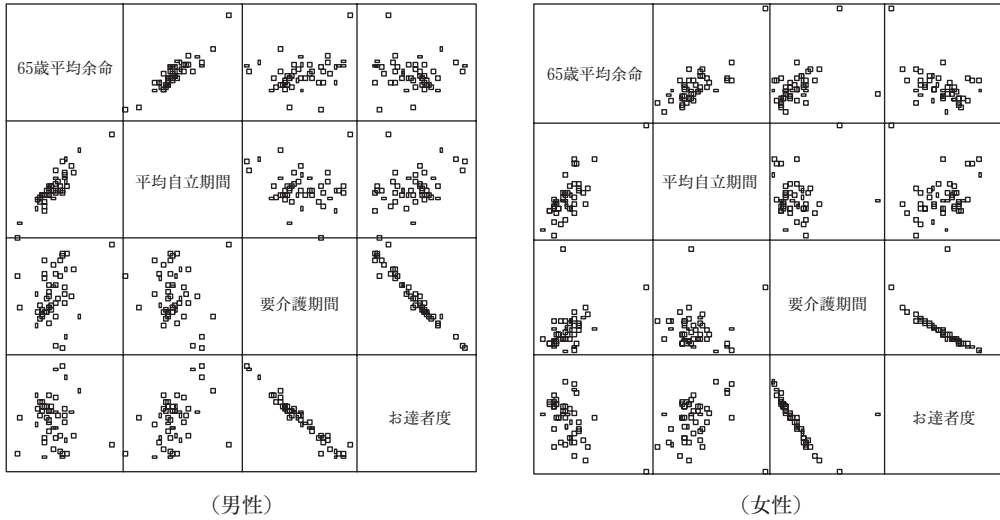 65歳平均余命
平均自立期間
要介護期間
お達者度
(男性)
65歳平均余命
平均自立期間
要介護期間
お達者度
(女性)